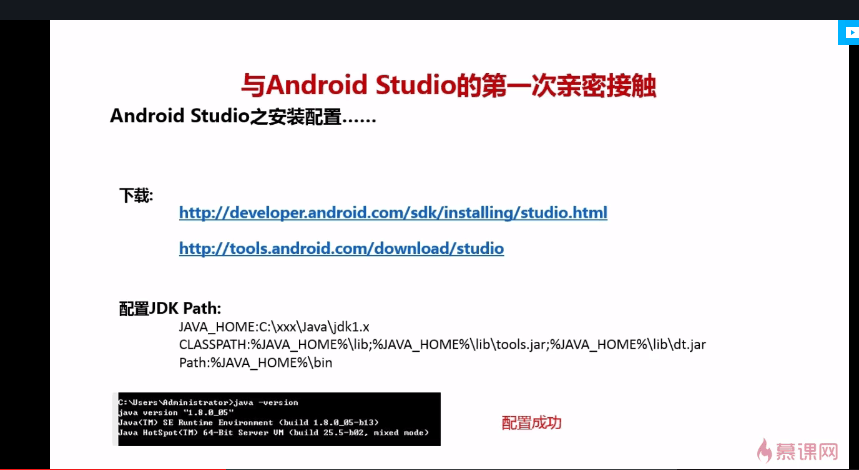 与Android Studio的第一次亲密接触
Android Studio之安装配置……
下载:
http://developer.android.com/sdk/installing/studio.html
http://tools.android.com/download/studio
配置JDK Path:
JAVA_HOME:C:\xxx\Java\jdk1.x
CLASSPATH:%JAVA_HOME%\lib;%JAVA_HOME%\lib\tools.jar;%JAVA_HOME%\lib\dt.jar
Path:%JAVA_HOME%\bin
C:\Users\Administrator>java -version
java version "1.8.0_05"
Java(TM) SE Runtime Environment (build 1.8.0_05-b13)
Java HotSpot(TM) 64-Bit Server VM (build 25.5-b02, mixed mode)
配置成功
慕课网